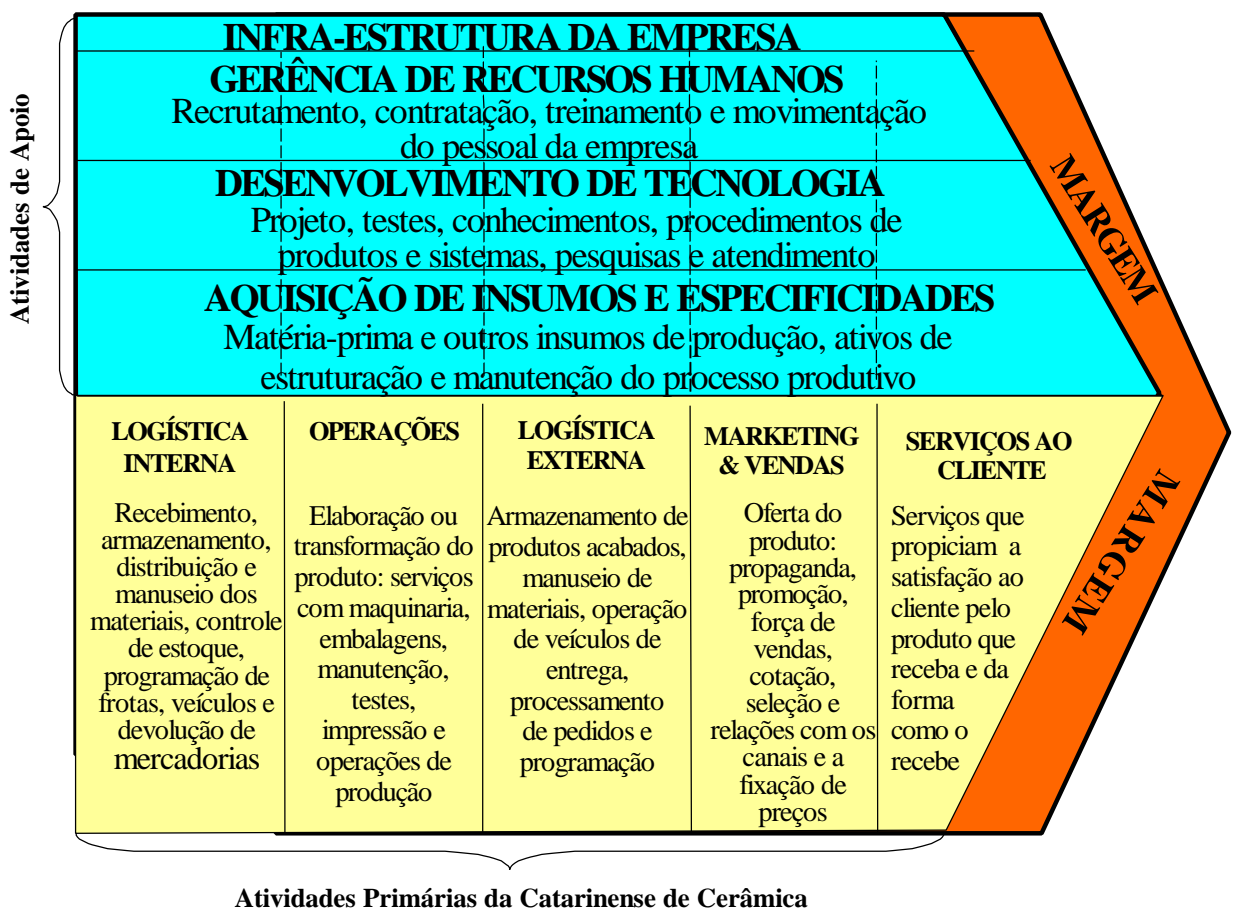 INFRA-ESTRUTURA DA EMPRESA
GERÊNCIA DE RECURSOS HUMANOS
Recrutamento, contratação, treinamento e movimentação
do pessoal da empresa
DESENVOLVIMENTO DE TECNOLOGIA
Projeto, testes, conhecimentos, procedimentos de
produtos e sistemas, pesquisas e atendimento
AQUISIÇÃO DE INSUMOS E ESPECIFICIDADES
Matéria-prima e outros insumos de produção, ativos de
estruturação e manutenção do processo produtivo
Atividades de Apoio
MARGEM
MARGEM
LOGÍSTICA
INTERNA
Recebimento,
armazenamento,
distribuição e
manuseio dos
materiais, controle
de estoque,
programação de
frotas, veículos e
devolução de
mercadorias
OPERAÇÕES
Elaboração ou
transformação do
produto: serviços
com maquinaria,
embalagens,
manutenção,
testes,
impressão e
operações de
produção
LOGÍSTICA
EXTERNA
Armazenamento de
produtos acabados,
manuseio de
materiais, operação
de veículos de
entrega,
processamento
de pedidos e
programação
MARKETING
& VENDAS
Oferta do
produto:
propaganda,
promoção,
força de
vendas,
cotação,
seleção e
relações com os
canais e a
fixação de
preços
SERVIÇOS AO
CLIENTE
Serviços que
propiciam a
satisfação ao
cliente pelo
produto que
receba e da
forma
como o
recebe
Atividades Primárias da Catarinense de Cerâmica